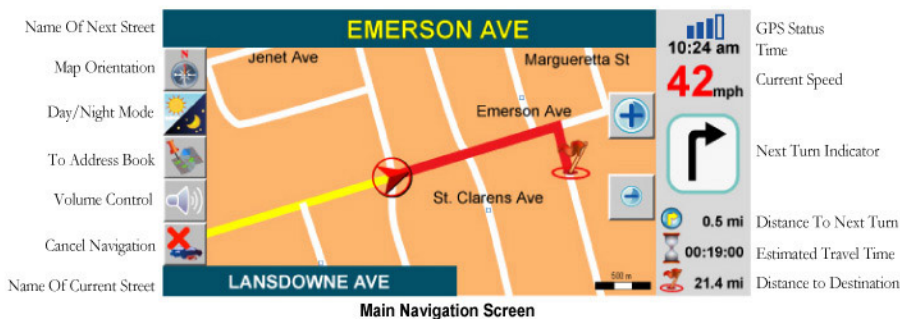 Name Of Next Street
Map Orientation
Day/Night Mode
To Address Book
Volume Control
Cancel Navigation
Name Of Current Street
EMERSON AVE
N
Jenet Ave
Margueretta St
Emerson Ave
St. Clarens Ave
500 m
LANSDOWNE AVE
10:24 am
42mph
0.5 mi
00:19:00
21.4 mi
GPS Status
Time
Current Speed
Next Turn Indicator
Distance To Next Turn
Estimated Travel Time
Distance to Destination
Main Navigation Screen